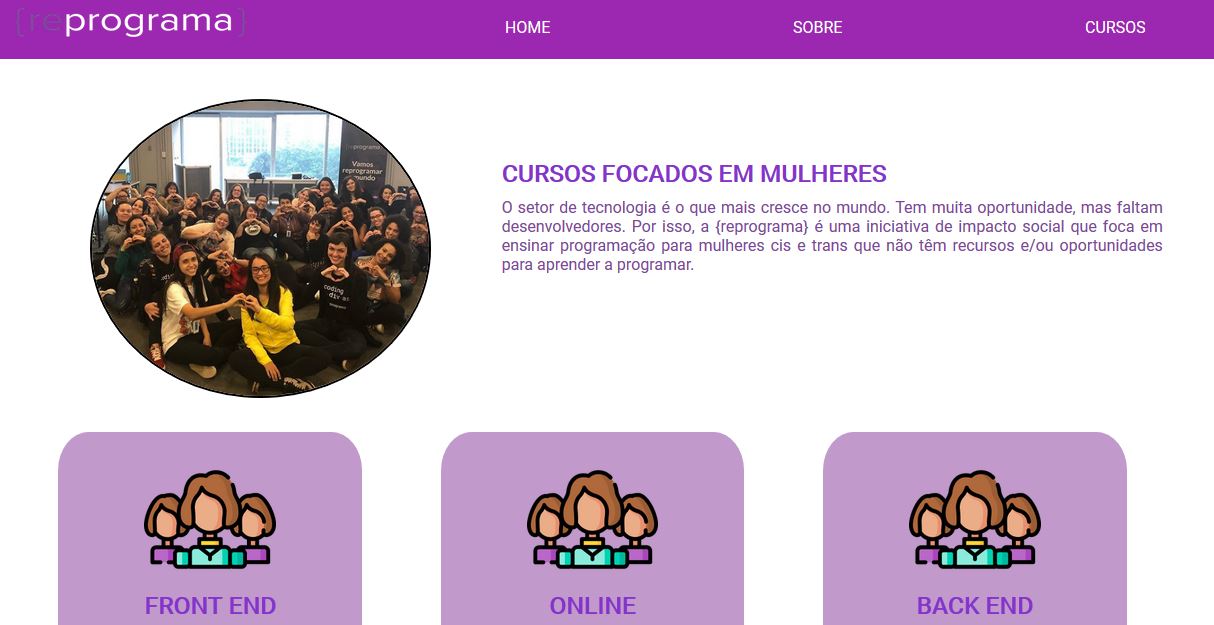 {reprograma}
HOME
SOBRE
CURSOS
{reprograma}
Vamos
reprogramar
mundo
coding
CURSOS FOCADOS EM MULHERES
O setor de tecnologia é o que mais cresce no mundo. Tem muita oportunidade, mas faltam
desenvolvedores. Por isso, a {reprograma} é uma iniciativa de impacto social que foca em
ensinar programação para mulheres cis e trans que não têm recursos e/ou oportunidades
para aprender a programar.
FRONT END
ONLINE
BACK END